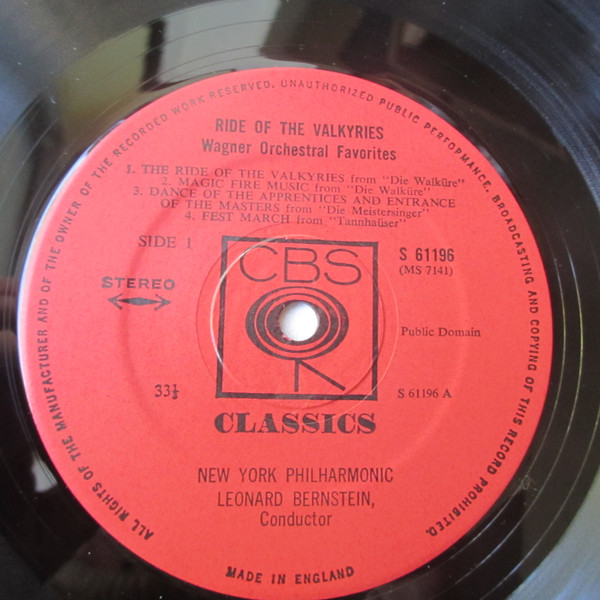 ALL RIGHTS OF THE MANUFACTURER AND OF THE OWNER OF THE RECORDED WORK RESERVED. UNAUTHORIZED PUBLIC PERFORMANCE, BROADCASTING AND COPYING OF THIS RECORD PROHIBITED.
RIDE OF THE VALKYRIES
Wagner Orchestral Favorites
1. THE RIDE OF THE VALKYRIES from "Die Walküre"
2. MAGIC FIRE MUSIC from "Die Walküre"
3. DANCE OF THE APPRENTICES AND ENTRANCE
OF THE MASTERS from "Die Meistersinger"
4. FEST MARCH from "Tannhaüser"
SIDE 1
CBS
S 61196
(MS 7141)
STEREO
Public Domain
33⅓
S 61196 A
CLASSICS
NEW YORK PHILHARMONIC
LEONARD BERNSTEIN,
Conductor
MADE IN ENGLAND